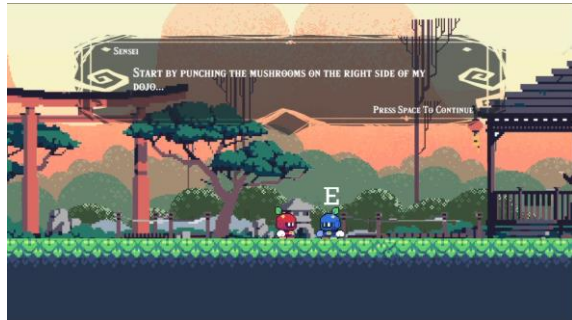 Sensei
Start by punching the mushrooms on the right side of my
dojo...
Press Space To Continue
E